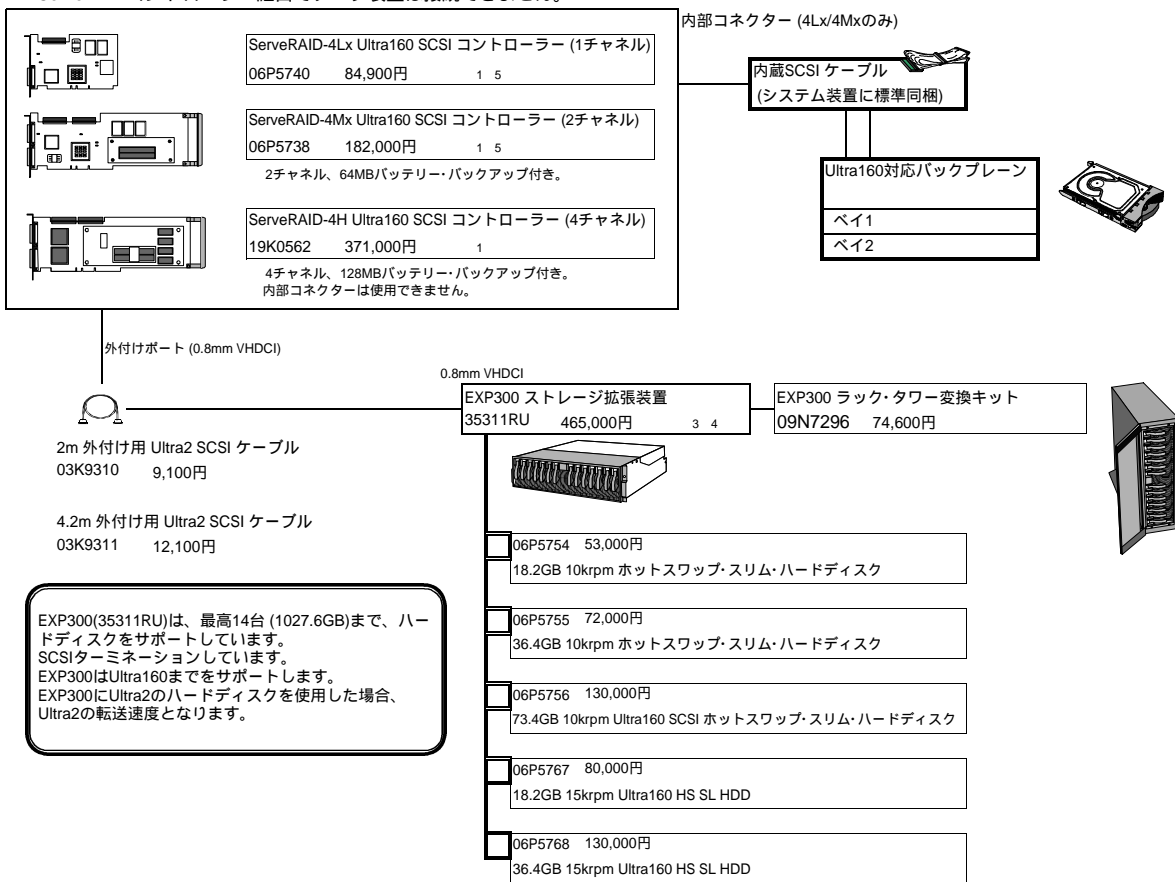 内部コネクター (4Lx/4Mxのみ)
ServeRAID-4Lx Ultra160 SCSI コントローラー (1チャネル)
06P5740 84,900円 1 5
内蔵SCSI ケーブル
(システム装置に標準同梱)
ServeRAID-4Mx Ultra160 SCSI コントローラー (2チャネル)
06P5738 182,000円 1 5
2チャネル、64MBバッテリー・バックアップ付き。
Ultra160対応バックプレーン
ベイ1
ベイ2
ServeRAID-4H Ultra160 SCSI コントローラー (4チャネル)
19K0562 371,000円 1
4チャネル、128MBバッテリー・バックアップ付き。
内部コネクターは使用できません。
外付けポート (0.8mm VHDCI)
0.8mm VHDCI
EXP300 ストレージ拡張装置
35311RU 465,000円 3 4
EXP300 ラック・タワー変換キット
09N7296 74,600円
2m 外付け用 Ultra2 SCSI ケーブル
03K9310 9,100円
4.2m 外付け用 Ultra2 SCSI ケーブル
03K9311 12,100円
EXP300(35311RU)は、最高14台 (1027.6GB)まで、ハー
ドディスクをサポートしています。
SCSIターミネーションしています。
EXP300はUltra160までをサポートします。
EXP300にUltra2のハードディスクを使用した場合、
Ultra2の転送速度となります。
06P5754 53,000円
18.2GB 10krpm ホットスワップ・スリム・ハードディスク
06P5755 72,000円
36.4GB 10krpm ホットスワップ・スリム・ハードディスク
06P5756 130,000円
73.4GB 10krpm Ultra160 SCSI ホットスワップ・スリム・ハードディスク
06P5767 80,000円
18.2GB 15krpm Ultra160 HS SL HDD
06P5768 130,000円
36.4GB 15krpm Ultra160 HS SL HDD